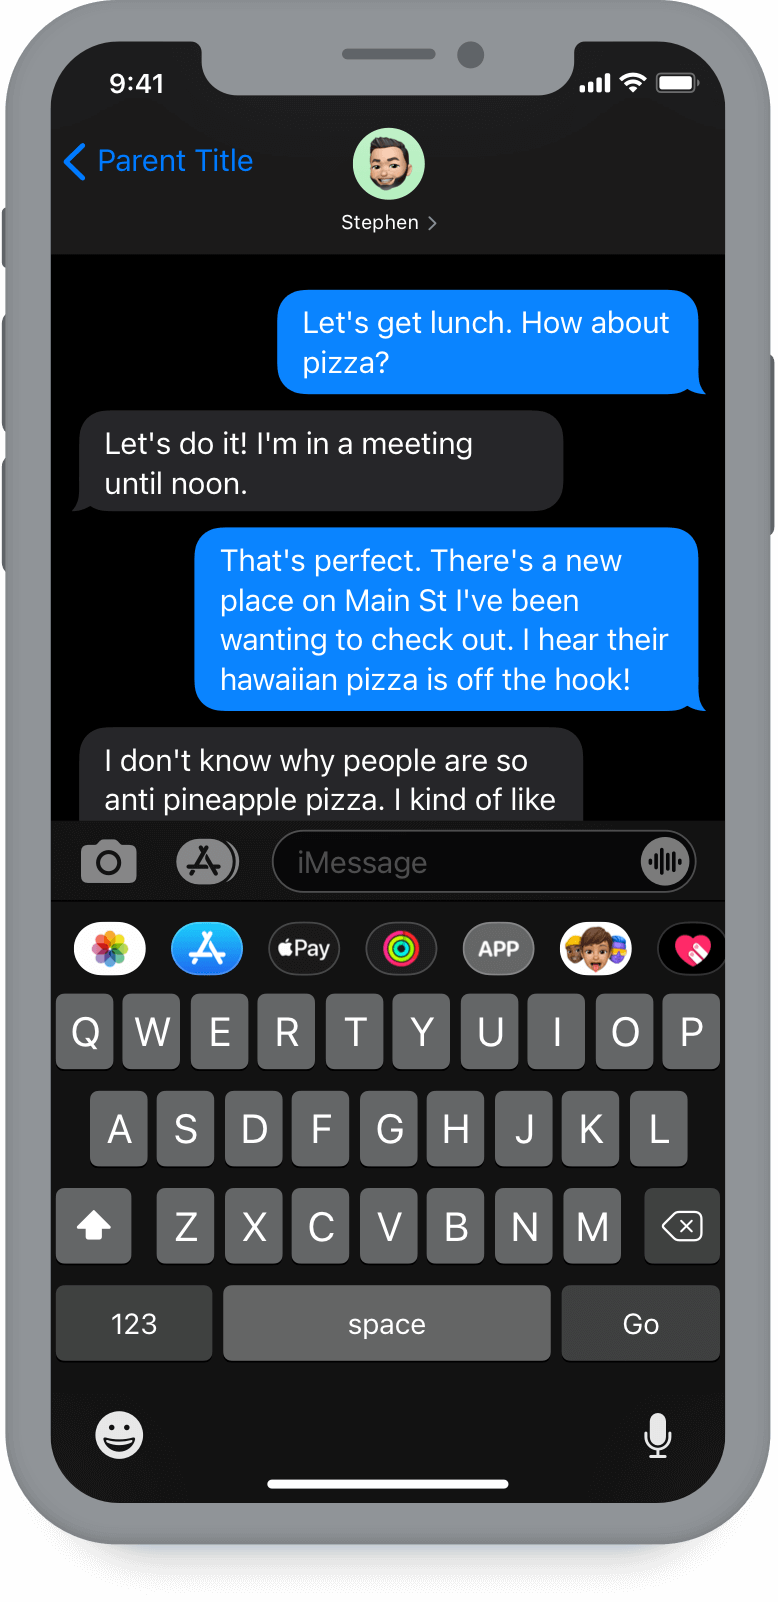 9:41
Parent Title
Stephen
Let's get lunch. How about
pizza?
Let's do it! I'm in a meeting
until noon.
That's perfect. There's a new
place on Main St I've been
wanting to check out. I hear their
hawaiian pizza is off the hook!
I don't know why people are so
anti pineapple pizza. I kind of like
iMessage
Pay
APP
Q W E R T Y U I O P
A S D F G H J K L
Z X C V B N M
123 space Go